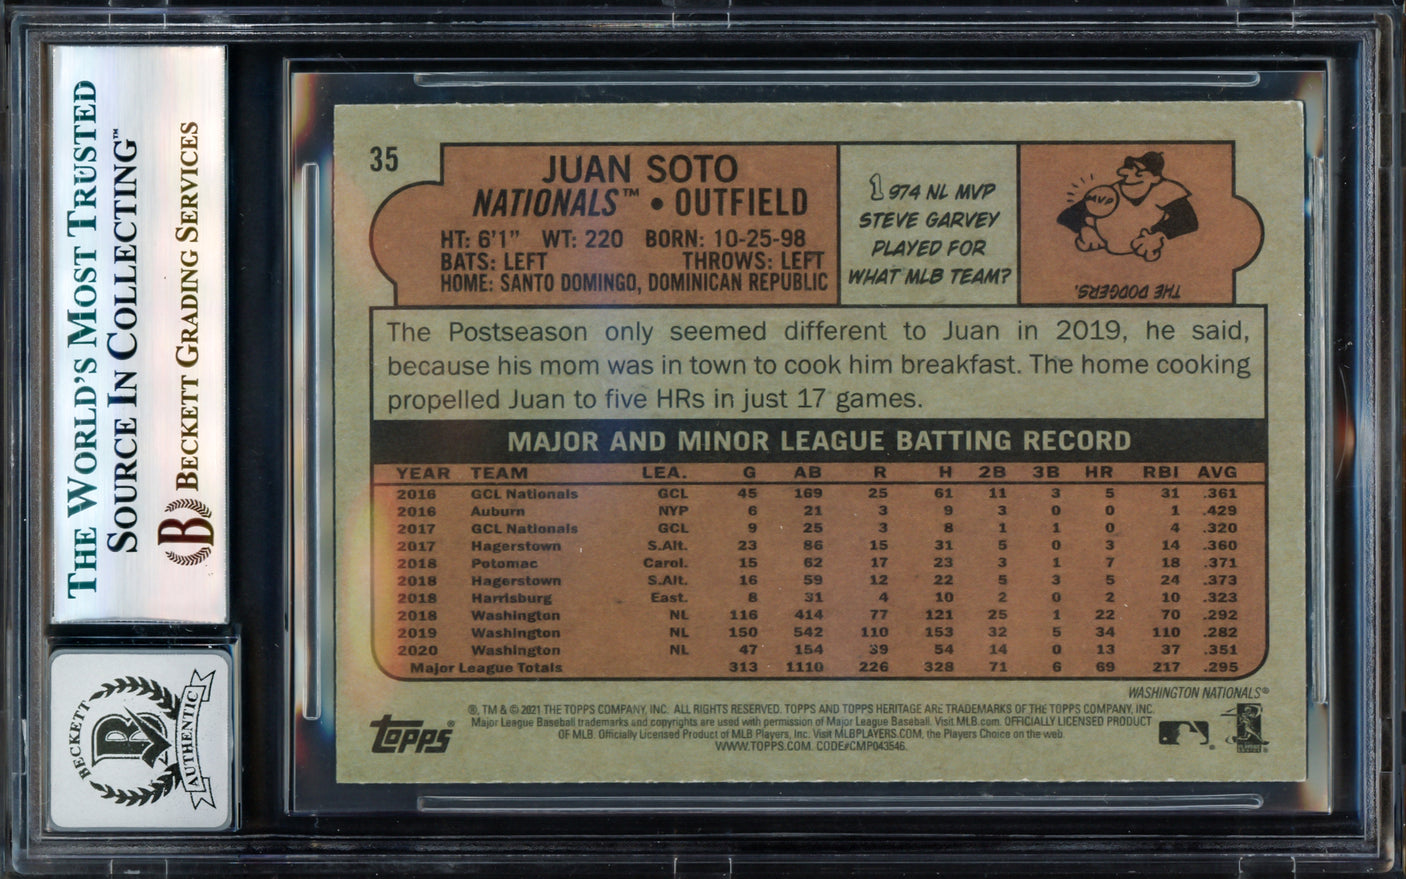 THE WORLD'S MOST TRUSTED
SOURCE IN COLLECTING™
BECKETT GRADING SERVICES
B
BECKETT
B
AUTHENTIC
35
JUAN SOTO
NATIONALS™ • OUTFIELD
HT: 6'1" WT: 220 BORN: 10-25-98
BATS: LEFT THROWS: LEFT
HOME: SANTO DOMINGO, DOMINICAN REPUBLIC
1974 NL MVP
STEVE GARVEY
PLAYED FOR
WHAT MLB TEAM?
MVP
THE DODGERS.
The Postseason only seemed different to Juan in 2019, he said,
because his mom was in town to cook him breakfast. The home cooking
propelled Juan to five HRs in just 17 games.
MAJOR AND MINOR LEAGUE BATTING RECORD
YEAR TEAM LEA. G AB R H 2B 3B HR RBI AVG
2016 GCL Nationals GCL 45 169 25 61 11 3 5 31 .361
2016 Auburn NYP 6 21 3 9 3 0 0 1 .429
2017 GCL Nationals GCL 9 25 3 8 1 1 0 4 .320
2017 Hagerstown S.Alt. 23 86 15 31 5 0 3 14 .360
2018 Potomac Carol. 15 62 17 23 3 1 7 18 .371
2018 Hagerstown S.Alt. 16 59 12 22 5 3 5 24 .373
2018 Harrisburg East. 8 31 4 10 2 0 2 10 .323
2018 Washington NL 116 414 77 121 25 1 22 70 .292
2019 Washington NL 150 542 110 153 32 5 34 110 .282
2020 Washington NL 47 154 39 54 14 0 13 37 .351
Major League Totals 313 1110 226 328 71 6 69 217 .295
WASHINGTON NATIONALS®
®, TM & © 2021 THE TOPPS COMPANY, INC. ALL RIGHTS RESERVED. TOPPS AND TOPPS HERITAGE ARE TRADEMARKS OF THE TOPPS COMPANY, INC.
Major League Baseball trademarks and copyrights are used with permission of Major League Baseball. Visit MLB.com. OFFICIALLY LICENSED PRODUCT
OF MLB. Officially Licensed Product of MLB Players, Inc. Visit MLBPLAYERS.COM, the Players Choice on the web.
WWW.TOPPS.COM. CODE#CMP043546.
TOPPS®